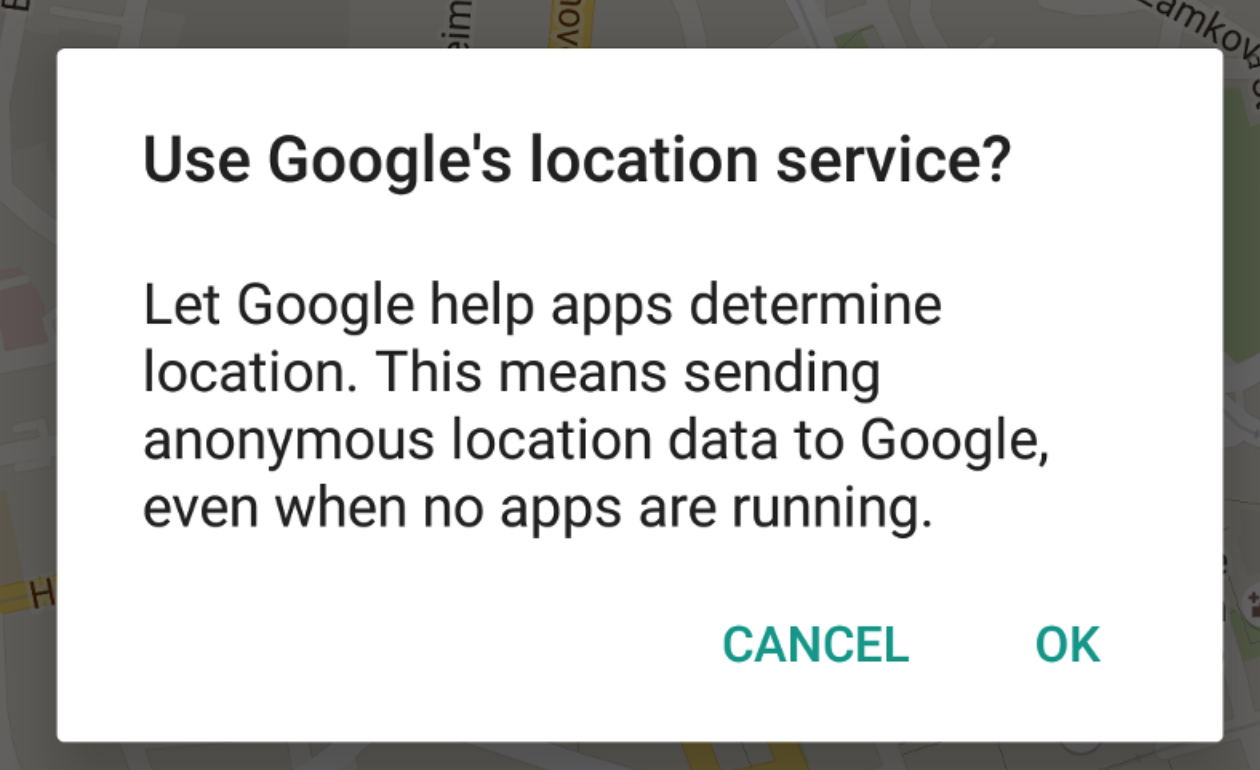 Use Google's location service?
Let Google help apps determine
location. This means sending
anonymous location data to Google,
even when no apps are running.
CANCEL OK